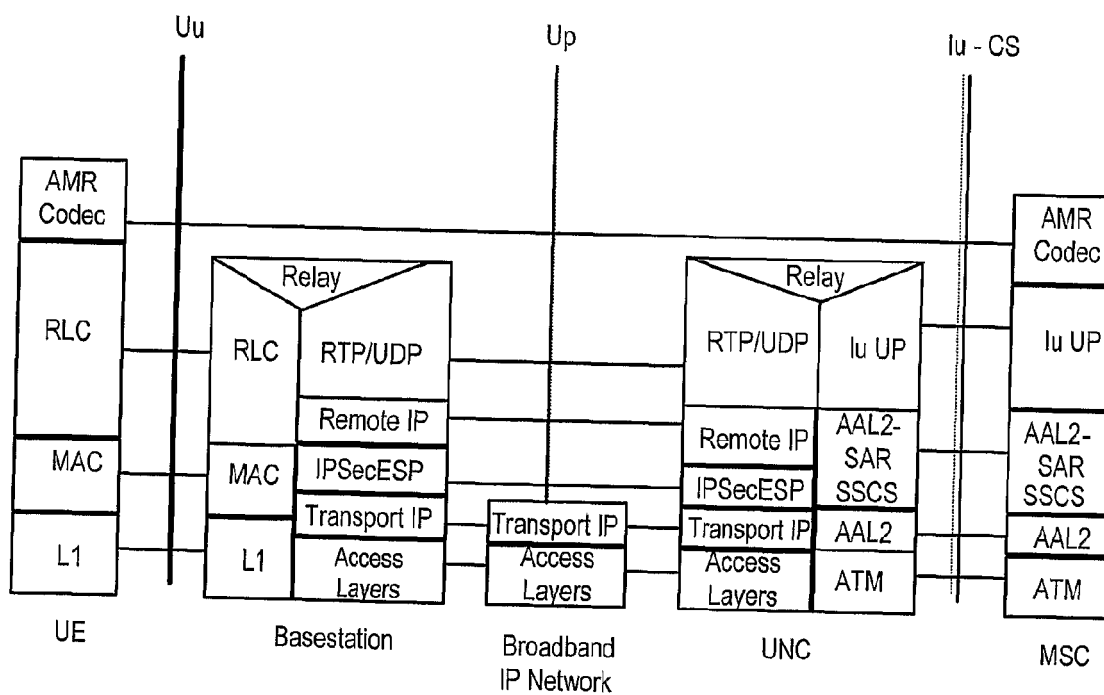 Uu
Up
Iu - CS
AMR
Codec
RLC
MAC
L1
UE
Relay
RLC
MAC
L1
RTP/UDP
Remote IP
IPSecESP
Transport IP
Access
Layers
Basestation
Transport IP
Access
Layers
Broadband
IP Network
Relay
RTP/UDP
Remote IP
IPSecESP
Transport IP
Access
Layers
Iu UP
AAL2-
SAR
SSCS
AAL2
ATM
UNC
AMR
Codec
Iu UP
AAL2-
SAR
SSCS
AAL2
ATM
MSC